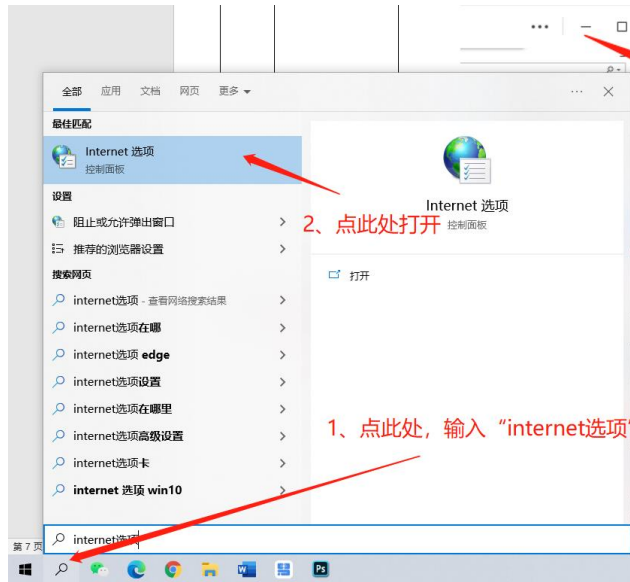 全部 应用 文档 网页 更多
最佳匹配
Internet 选项
控制面板
设置
阻止或允许弹出窗口
推荐的浏览器设置
搜索网页
internet选项 - 查看网络搜索结果
internet选项在哪
internet选项 edge
internet选项设置
internet选项在哪里
internet选项高级设置
internet选项卡
internet 选项 win10
Internet 选项
控制面板
2、点此处打开
打开
1、点此处，输入“internet选项”
第 7 页
internet选项
W
Ps